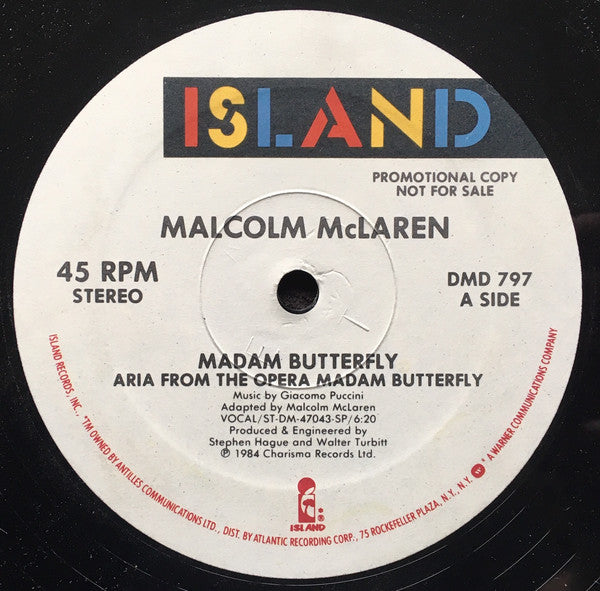 ISLAND
PROMOTIONAL COPY
NOT FOR SALE
MALCOLM McLAREN
45 RPM
STEREO
DMD 797
A SIDE
MADAM BUTTERFLY
ARIA FROM THE OPERA MADAM BUTTERFLY
Music by Giacomo Puccini
Adapted by Malcolm McLaren
VOCAL/ST-DM-47043-SP/6:20
Produced & Engineered by
Stephen Hague and Walter Turbitt
℗ 1984 Charisma Records Ltd.
ISLAND®
ISLAND RECORDS, INC., *TM OWNED BY ANTILLES COMMUNICATIONS LTD., DIST. BY ATLANTIC RECORDING CORP., 75 ROCKEFELLER PLAZA, N.Y., N.Y. W A WARNER COMMUNICATIONS COMPANY